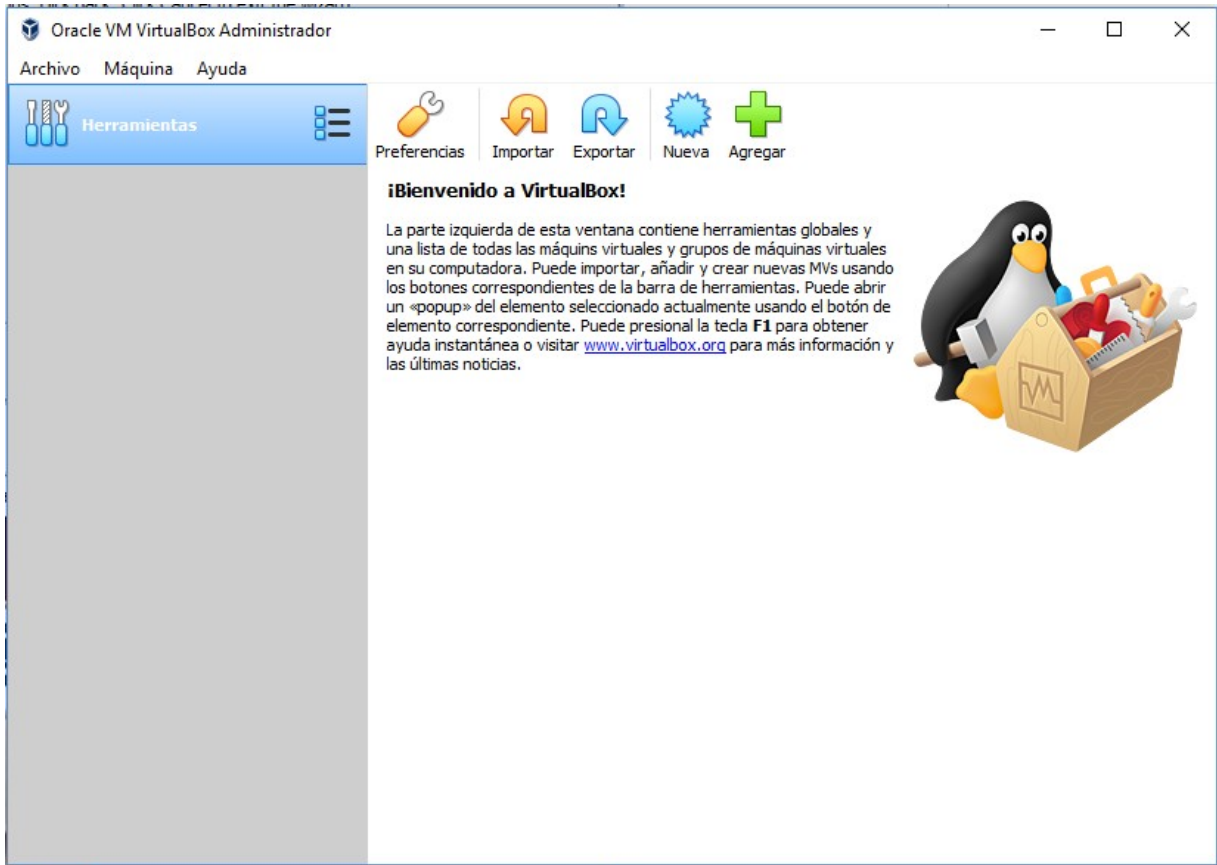 Oracle VM VirtualBox Administrador
Archivo Máquina Ayuda
Herramientas
Preferencias Importar Exportar Nueva Agregar
¡Bienvenido a VirtualBox!
La parte izquierda de esta ventana contiene herramientas globales y
una lista de todas las máquins virtuales y grupos de máquinas virtuales
en su computadora. Puede importar, añadir y crear nuevas MVs usando
los botones correspondientes de la barra de herramientas. Puede abrir
un «popup» del elemento seleccionado actualmente usando el botón de
elemento correspondiente. Puede presional la tecla F1 para obtener
ayuda instantánea o visitar www.virtualbox.org para más información y
las últimas noticias.